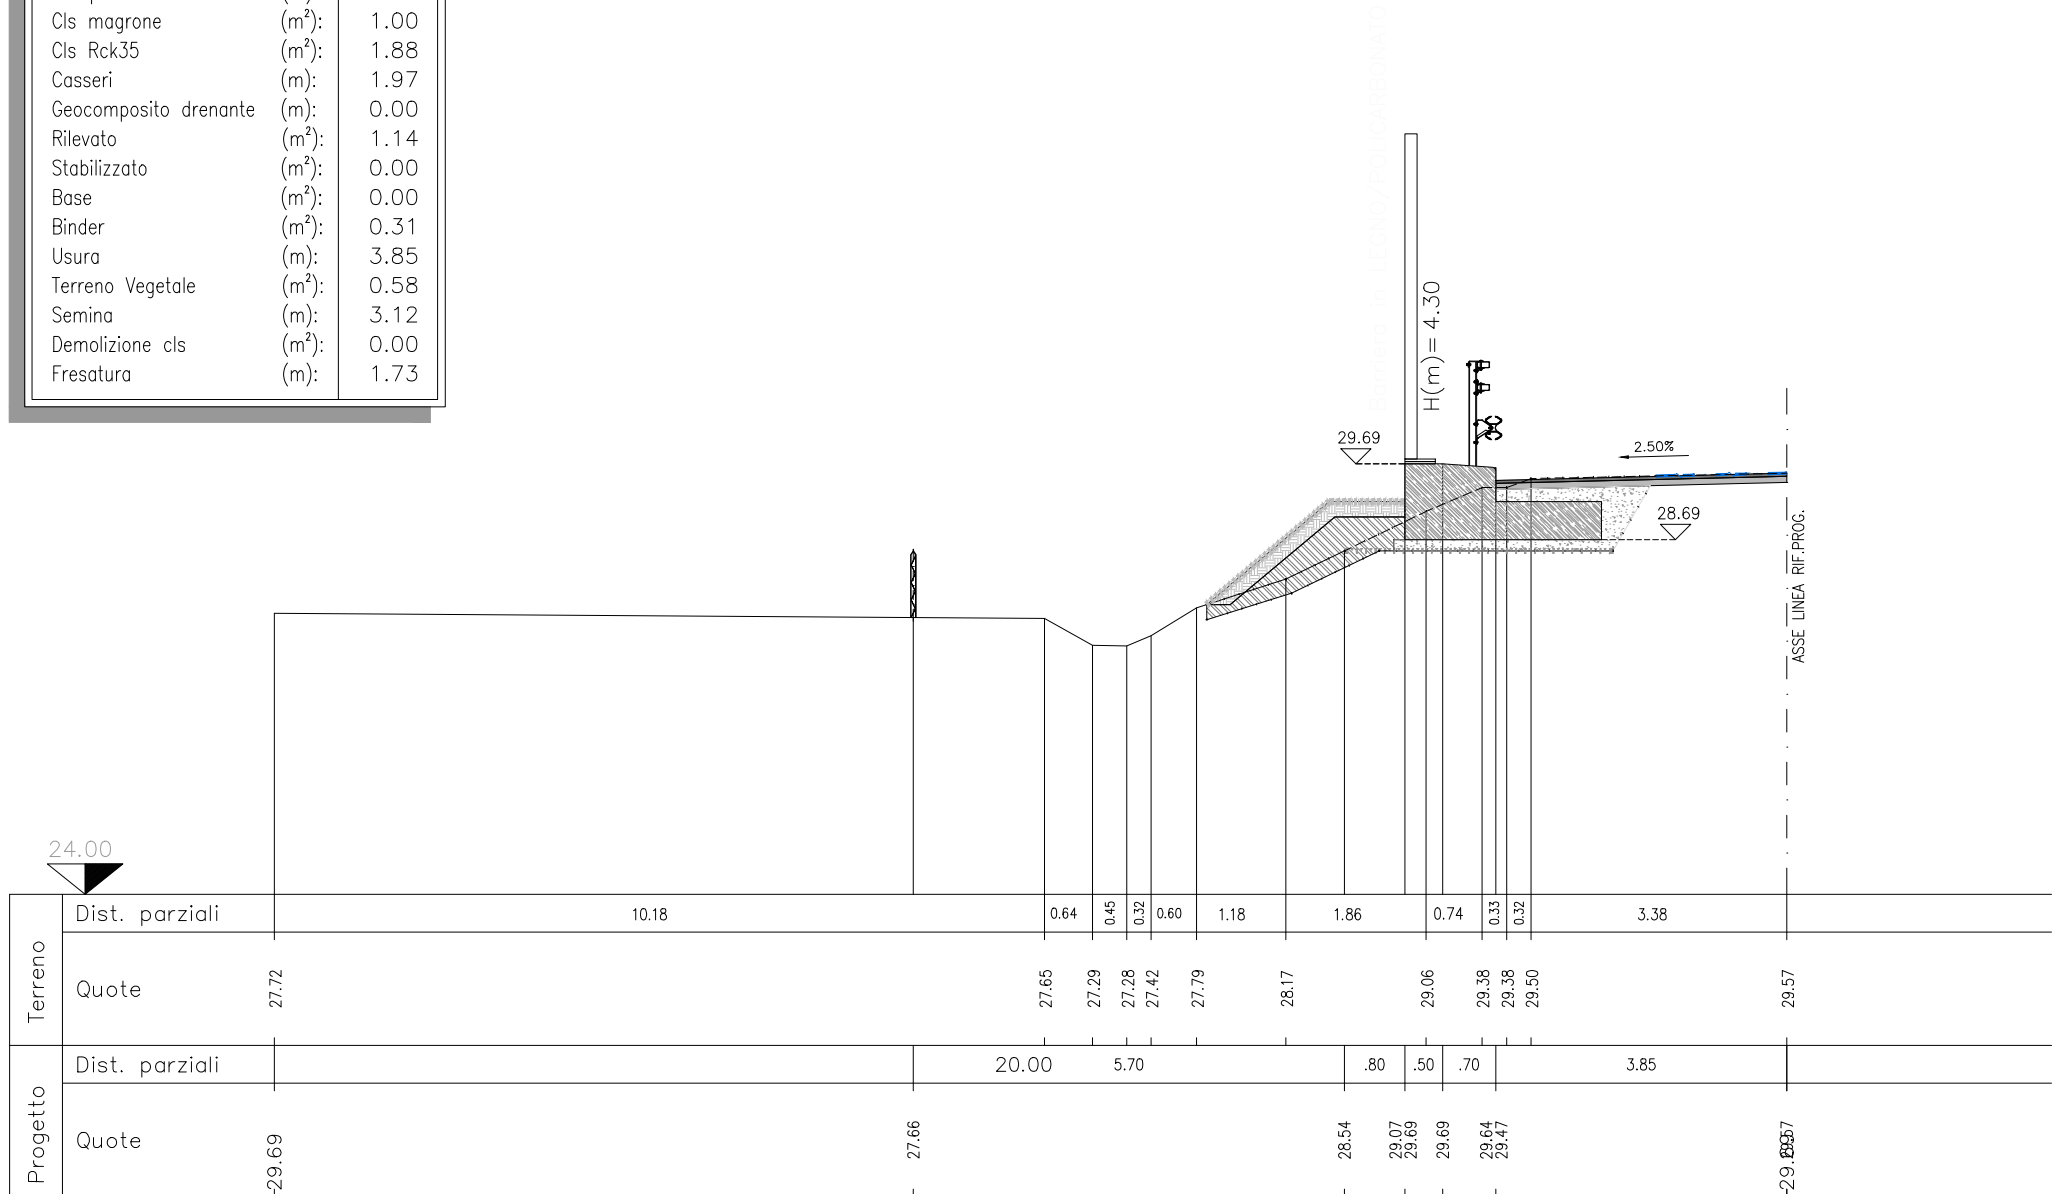 Cls magrone (m²): 1.00
Cls Rck35 (m²): 1.88
Casseri (m): 1.97
Geocomposito drenante (m): 0.00
Rilevato (m²): 1.14
Stabilizzato (m²): 0.00
Base (m²): 0.00
Binder (m²): 0.31
Usura (m): 3.85
Terreno Vegetale (m²): 0.58
Semina (m): 3.12
Demolizione cls (m²): 0.00
Fresatura (m): 1.73
Barriera in LEGNO/POLICARBONATO
H(m)= 4.30
29.69
2.50%
28.69
ASSE LINEA RIF.PROG.
24.00
Terreno
Dist. parziali 10.18 0.64 0.45 0.32 0.60 1.18 1.86 0.74 0.33 0.32 3.38
Quote 27.72 27.65 27.29 27.28 27.42 27.79 28.17 29.06 29.38 29.38 29.50 29.57
Progetto
Dist. parziali 20.00 5.70 .80 .50 .70 3.85
Quote 29.69 27.66 28.54 29.07 29.69 29.69 29.64 29.47